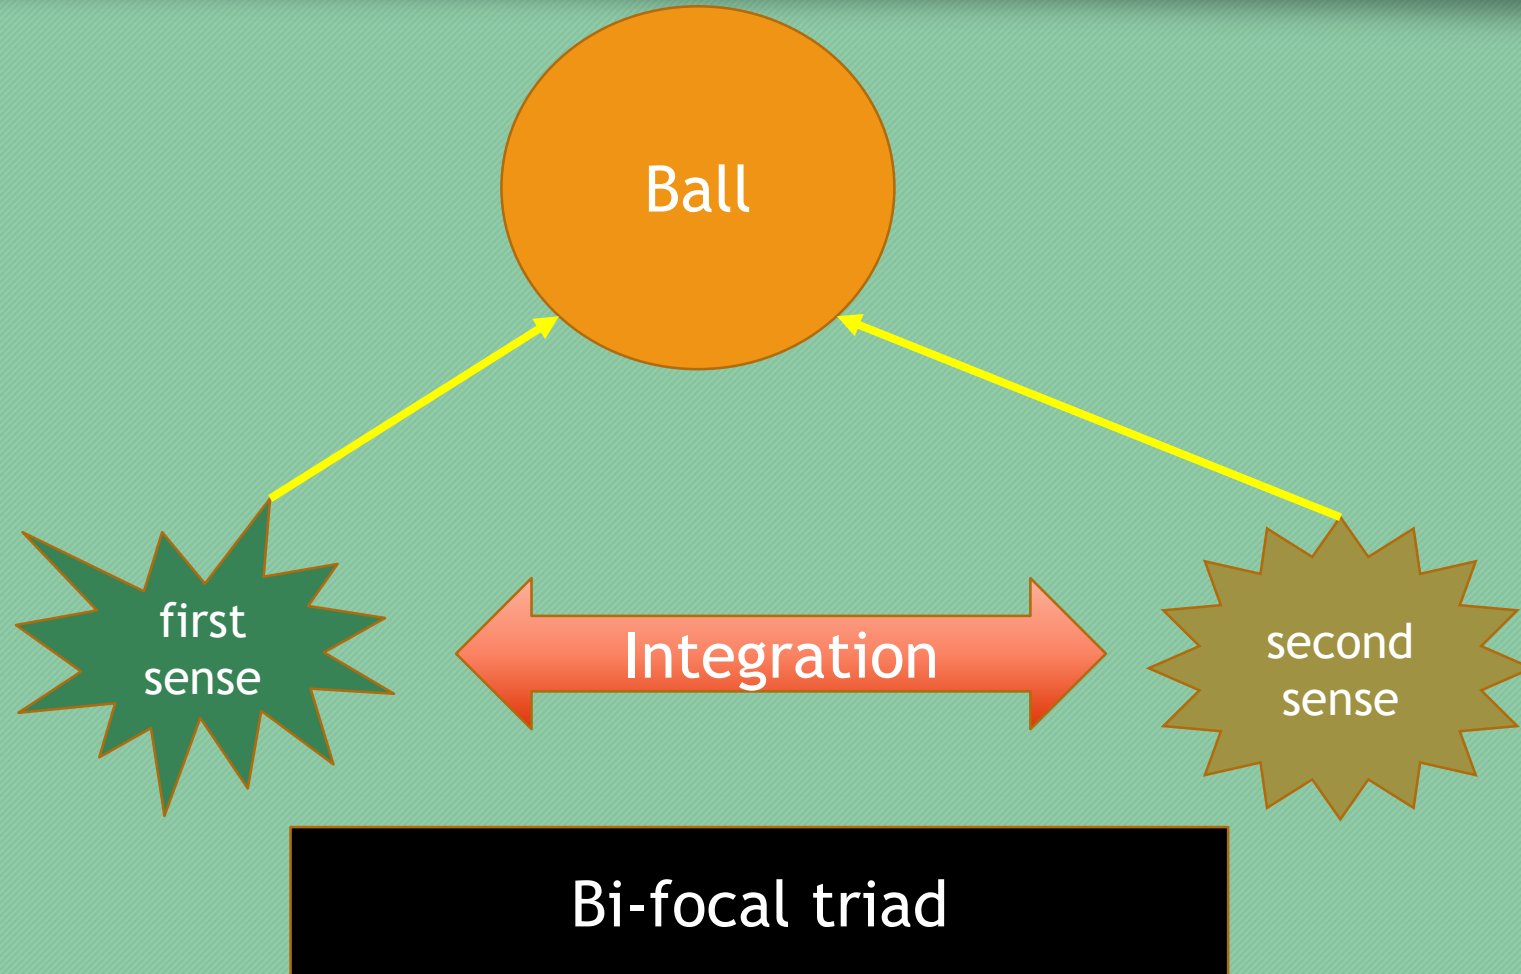 Ball
first
sense
Integration
second
sense
Bi-focal triad